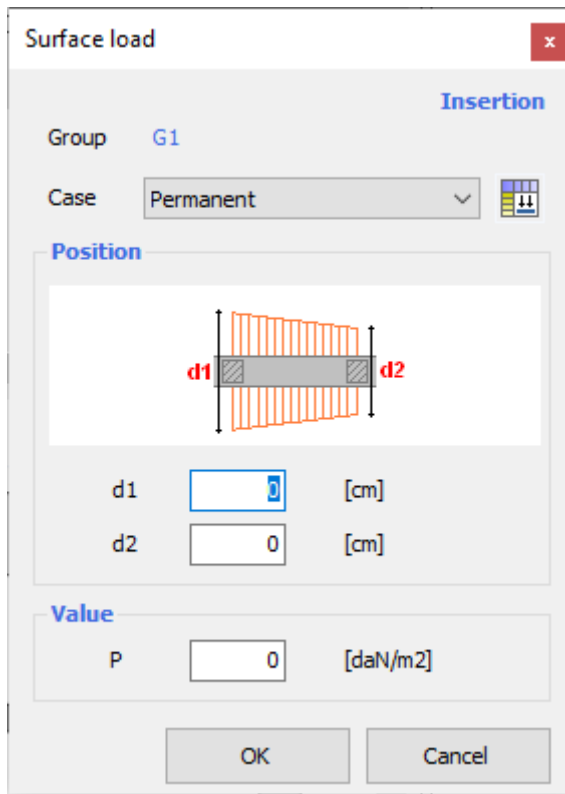 Surface load
x
Insertion
Group G1
Case Permanent
Position
d1 d2
d1 0 [cm]
d2 0 [cm]
Value
P 0 [daN/m2]
OK Cancel